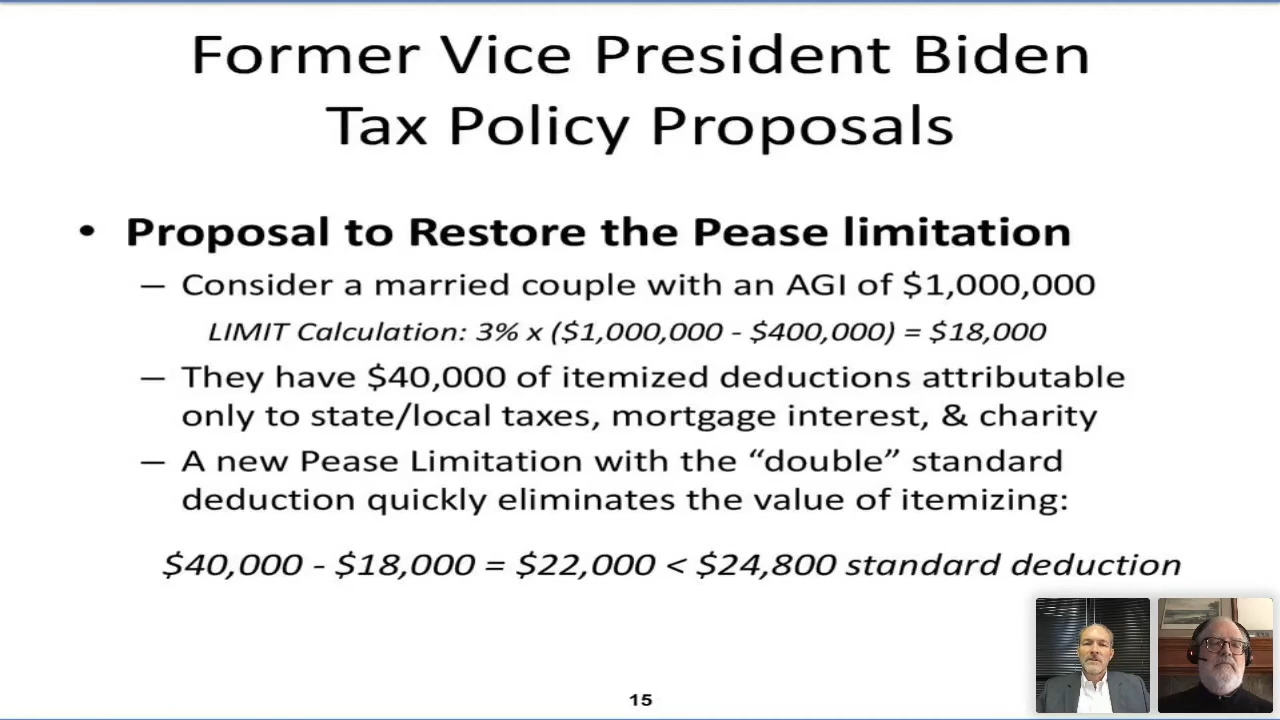 Former Vice President Biden
Tax Policy Proposals
• Proposal to Restore the Pease limitation
– Consider a married couple with an AGI of $1,000,000
LIMIT Calculation: 3% x ($1,000,000 - $400,000) = $18,000
– They have $40,000 of itemized deductions attributable
only to state/local taxes, mortgage interest, & charity
– A new Pease Limitation with the “double” standard
deduction quickly eliminates the value of itemizing:
$40,000 - $18,000 = $22,000 < $24,800 standard deduction
15